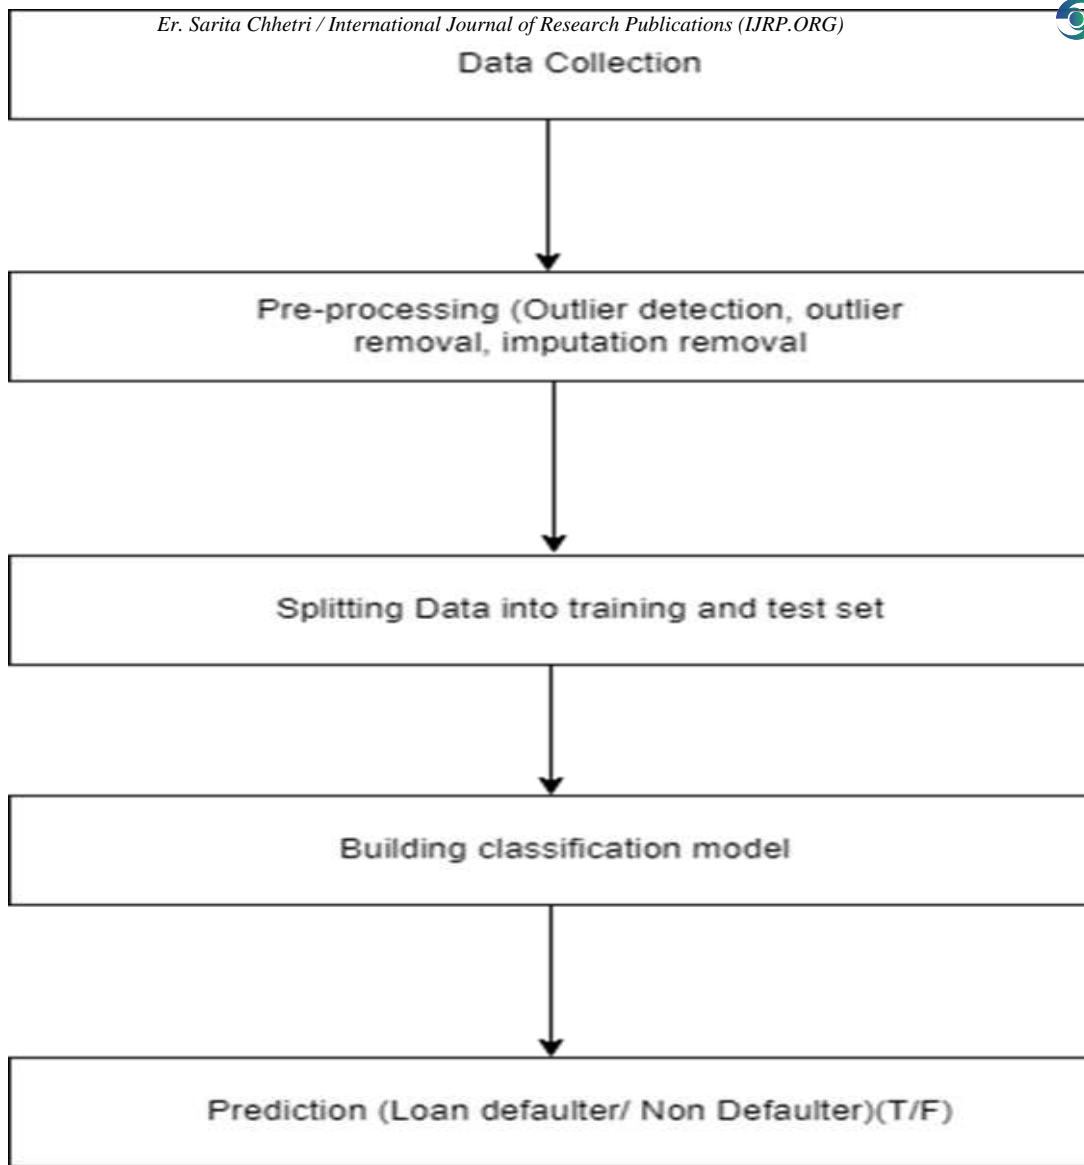 Er. Sarita Chhetri / International Journal of Research Publications (IJRP.ORG)
Data Collection
Pre-processing (Outlier detection, outlier
removal, imputation removal
Splitting Data into training and test set
Building classification model
Prediction (Loan defaulter/ Non Defaulter)(T/F)